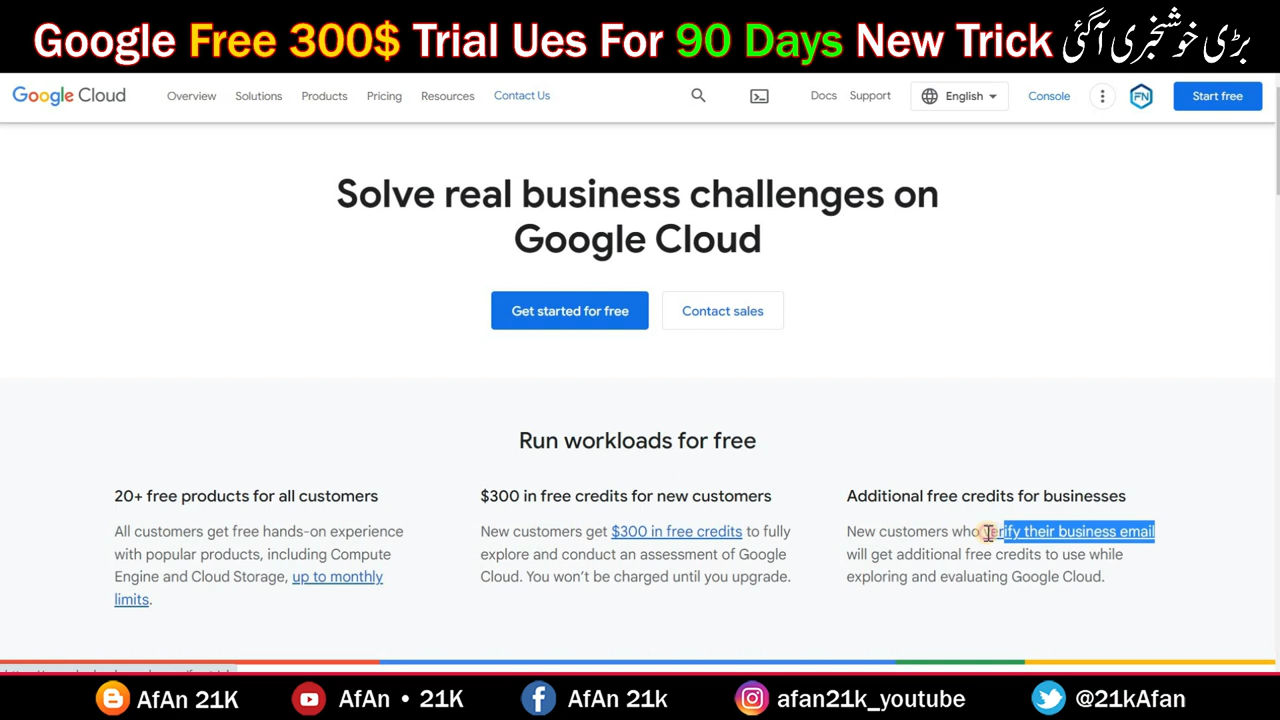 Google Free 300$ Trial Ues For 90 Days New Trick بڑی خوشخبری آگئی
Google Cloud Overview Solutions Products Pricing Resources Contact Us Docs Support English Console FN Start free
Solve real business challenges on
Google Cloud
Get started for free Contact sales
Run workloads for free
20+ free products for all customers
All customers get free hands-on experience
with popular products, including Compute
Engine and Cloud Storage, up to monthly
limits.
$300 in free credits for new customers
New customers get $300 in free credits to fully
explore and conduct an assessment of Google
Cloud. You won't be charged until you upgrade.
Additional free credits for businesses
New customers who verify their business email
will get additional free credits to use while
exploring and evaluating Google Cloud.
AfAn 21K AfAn • 21K AfAn 21k afan21k_youtube @21kAfan